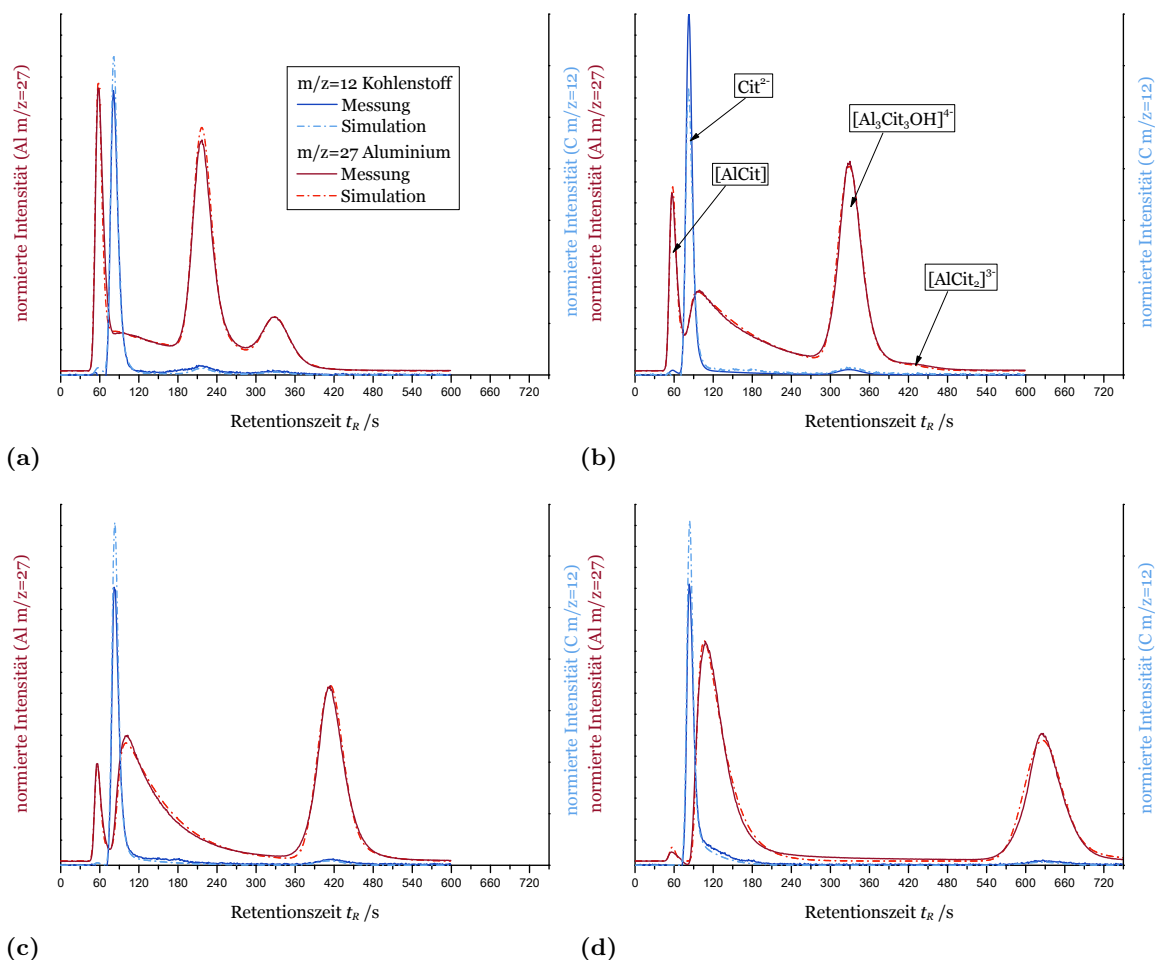 normierte Intensität (Al m/z=27)
m/z=12 Kohlenstoff
Messung
Simulation
m/z=27 Aluminium
Messung
Simulation
normierte Intensität (C m/z=12)
0 60 120 180 240 300 360 420 480 540 600 660 720
Retentionszeit t_R /s
(a)
normierte Intensität (Al m/z=27)
Cit²⁻
[Al₃Cit₃OH]⁴⁻
[AlCit]
[AlCit₂]³⁻
normierte Intensität (C m/z=12)
0 60 120 180 240 300 360 420 480 540 600 660 720
Retentionszeit t_R /s
(b)
normierte Intensität (Al m/z=27)
normierte Intensität (C m/z=12)
0 60 120 180 240 300 360 420 480 540 600 660 720
Retentionszeit t_R /s
(c)
normierte Intensität (Al m/z=27)
normierte Intensität (C m/z=12)
0 60 120 180 240 300 360 420 480 540 600 660 720
Retentionszeit t_R /s
(d)